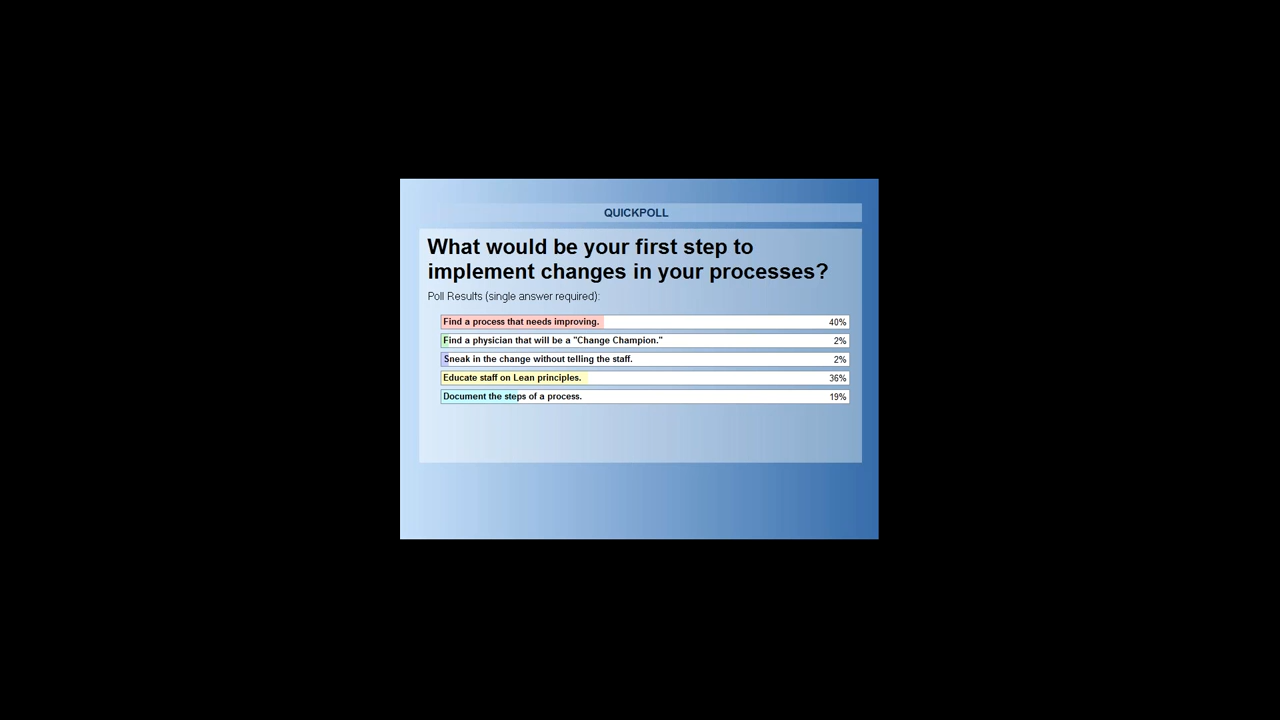 QUICKPOLL
What would be your first step to
implement changes in your processes?
Poll Results (single answer required):
Find a process that needs improving. 40%
Find a physician that will be a "Change Champion." 2%
Sneak in the change without telling the staff. 2%
Educate staff on Lean principles. 36%
Document the steps of a process. 19%